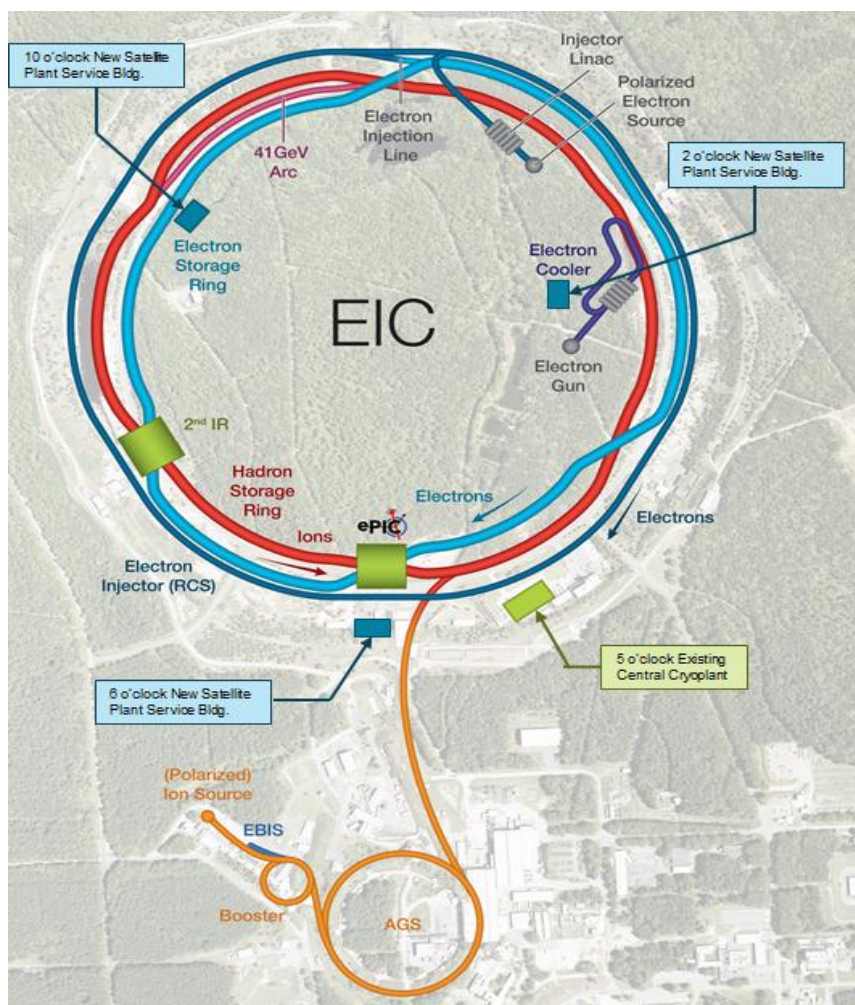 10 o'clock New Satellite
Plant Service Bldg.
Injector
Linac
Polarized
Electron
Source
Electron
Injection
Line
41GeV
Arc
2 o'clock New Satellite
Plant Service Bldg.
Electron
Storage
Ring
Electron
Cooler
EIC
Electron
Gun
2nd IR
Hadron
Storage
Ring
Electrons
ePIC
Ions
Electrons
Electron
Injector (RCS)
5 o'clock Existing
Central Cryoplant
6 o'clock New Satellite
Plant Service Bldg.
(Polarized)
Ion Source
EBIS
Booster
AGS